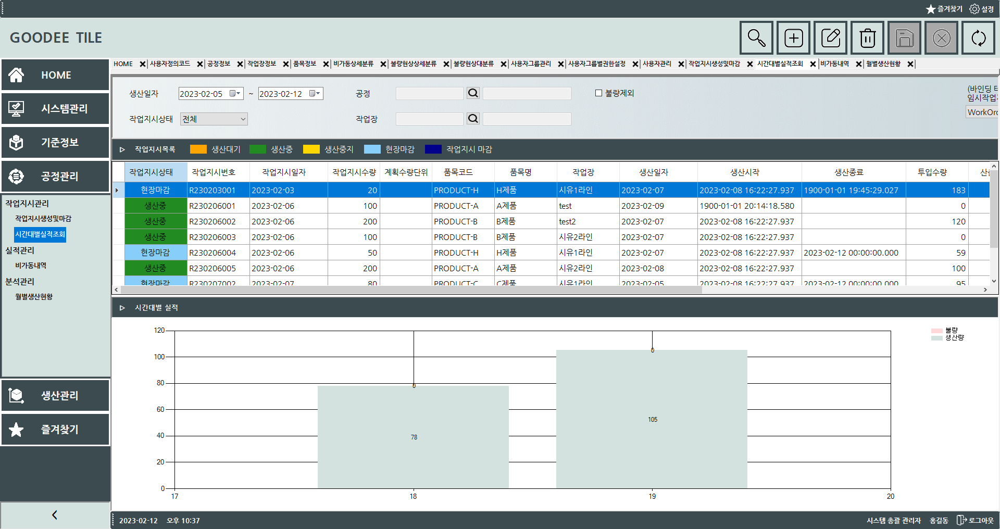 즐겨찾기 설정
GOODEE TILE
HOME 사용자정의코드 공정정보 작업장정보 품목정보 비가동상세분류 불량현상상세분류 불량현상대분류 사용자그룹관리 사용자그룹별권한설정 사용자관리 작업지시생성및마감 시간대별실적조회 비가동내역 월별생산현황
HOME
시스템관리
기준정보
공정관리
작업지시관리
작업지시생성및마감
시간대별실적조회
실적관리
비가동내역
분석관리
월별생산현황
생산관리
즐겨찾기
생산일자 2023-02-05 ~ 2023-02-12 공정 불량제외
(바인딩 터
임시작업
작업지시상태 전체 작업장 WorkOrd
작업지시목록 생산대기 생산중 생산중지 현장마감 작업지시 마감
작업지시상태 작업지시번호 작업지시일자 작업지시수량 계획수량단위 품목코드 품목명 작업장 생산일자 생산시작 생산종료 투입수량 산출
현장마감 R230203001 2023-02-03 20 PRODUCT-H H제품 시유1라인 2023-02-07 2023-02-08 16:22:27.937 1900-01-01 19:45:29.027 183
생산중 R230206001 2023-02-06 100 PRODUCT-A A제품 test 2023-02-09 1900-01-01 20:14:18.580 0
생산중 R230206002 2023-02-06 200 PRODUCT-B B제품 test2 2023-02-07 2023-02-08 16:22:27.937 120
생산중 R230206003 2023-02-06 100 PRODUCT-B B제품 시유2라인 2023-02-07 2023-02-08 16:22:27.937 0
현장마감 R230206004 2023-02-06 50 PRODUCT-H H제품 시유1라인 2023-02-07 2023-02-08 16:22:27.937 2023-02-12 00:00:00.000 59
생산중 R230206005 2023-02-06 200 PRODUCT-A A제품 시유2라인 2023-02-08 2023-02-08 16:22:27.937 100
현장마감 R230207002 2023-02-07 80 PRODUCT-C C제품 시유1라인 2023-02-05 2023-02-08 16:22:27.937 2023-02-12 00:00:00.000 95
시간대별 실적
120
100
80
60
40
20
0
0
0
78
105
17 18 19 20
불량
생산량
2023-02-12 오후 10:37 시스템 총괄 관리자 홍길동 로그아웃